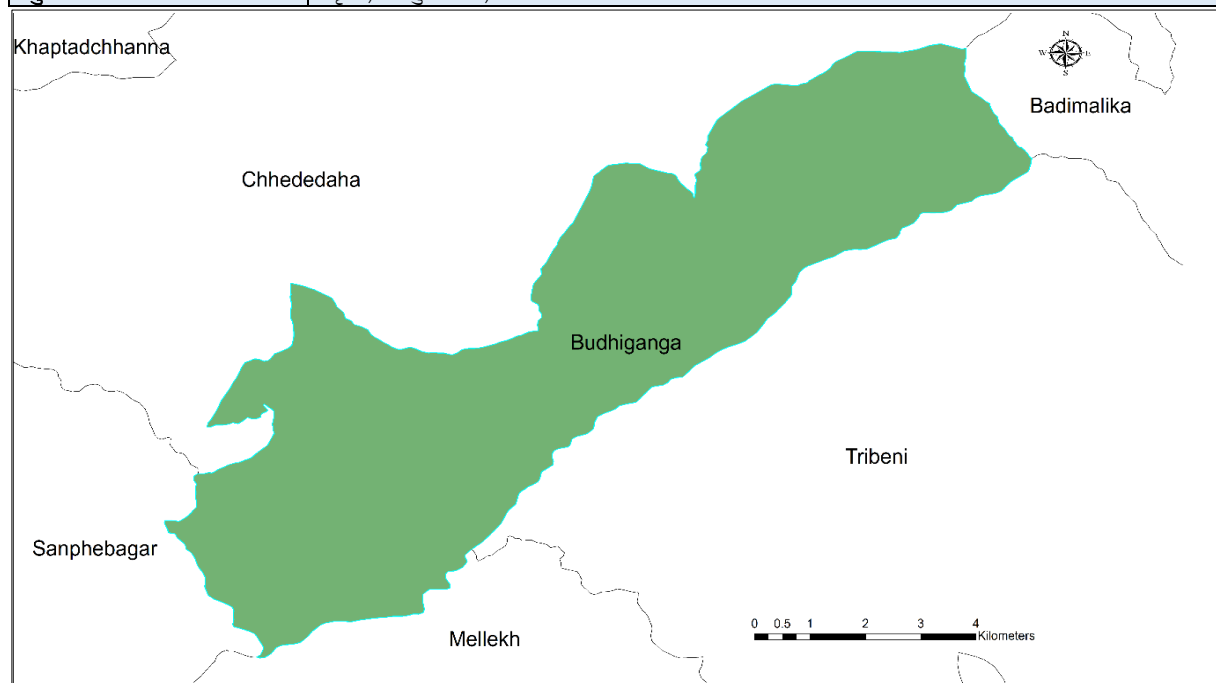 Khaptadchhanna
N
W E
S
Badimalika
Chhededaha
Budhiganga
Tribeni
Sanphebagar
Mellekh
0 0.5 1 2 3 4
Kilometers